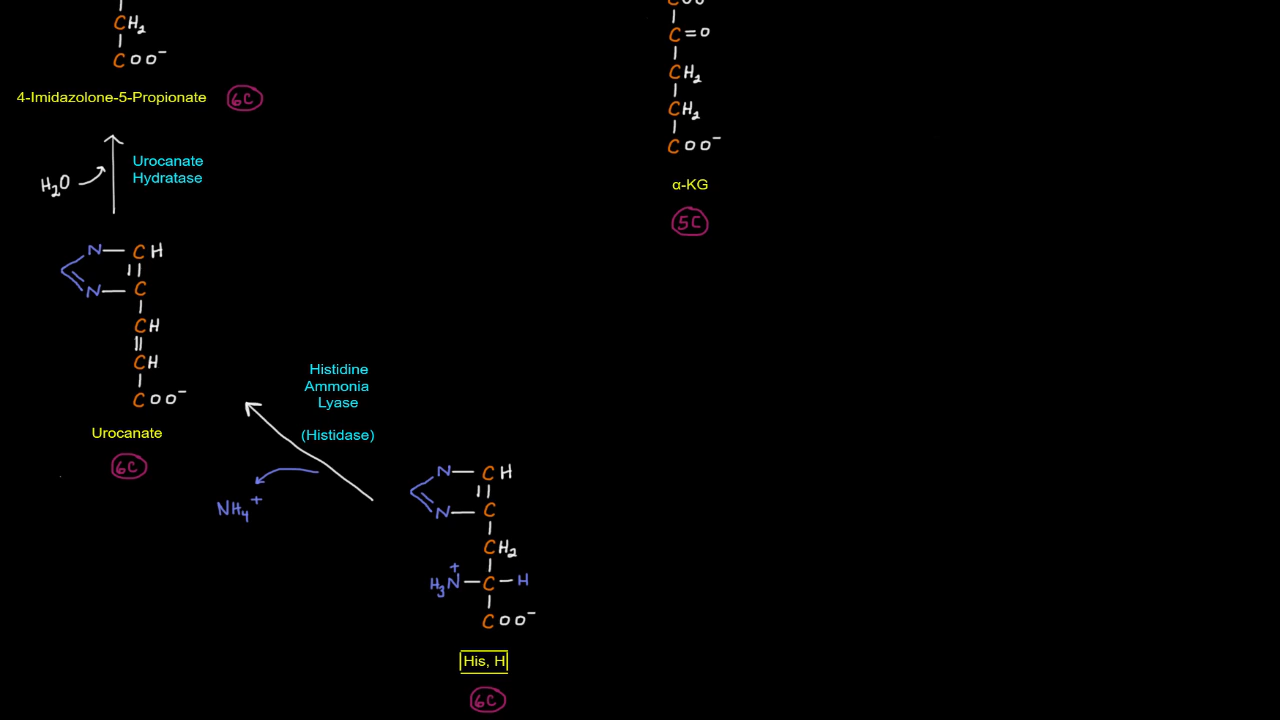 CH₂
COO⁻
4-Imidazolone-5-Propionate
6C
H₂O
Urocanate
Hydratase
N CH
N C
CH
CH
COO⁻
Urocanate
6C
Histidine
Ammonia
Lyase
(Histidase)
NH₄⁺
N CH
N C
CH₂
H₃N⁺ C H
COO⁻
His, H
6C
C=O
CH₂
CH₂
COO⁻
α-KG
5C